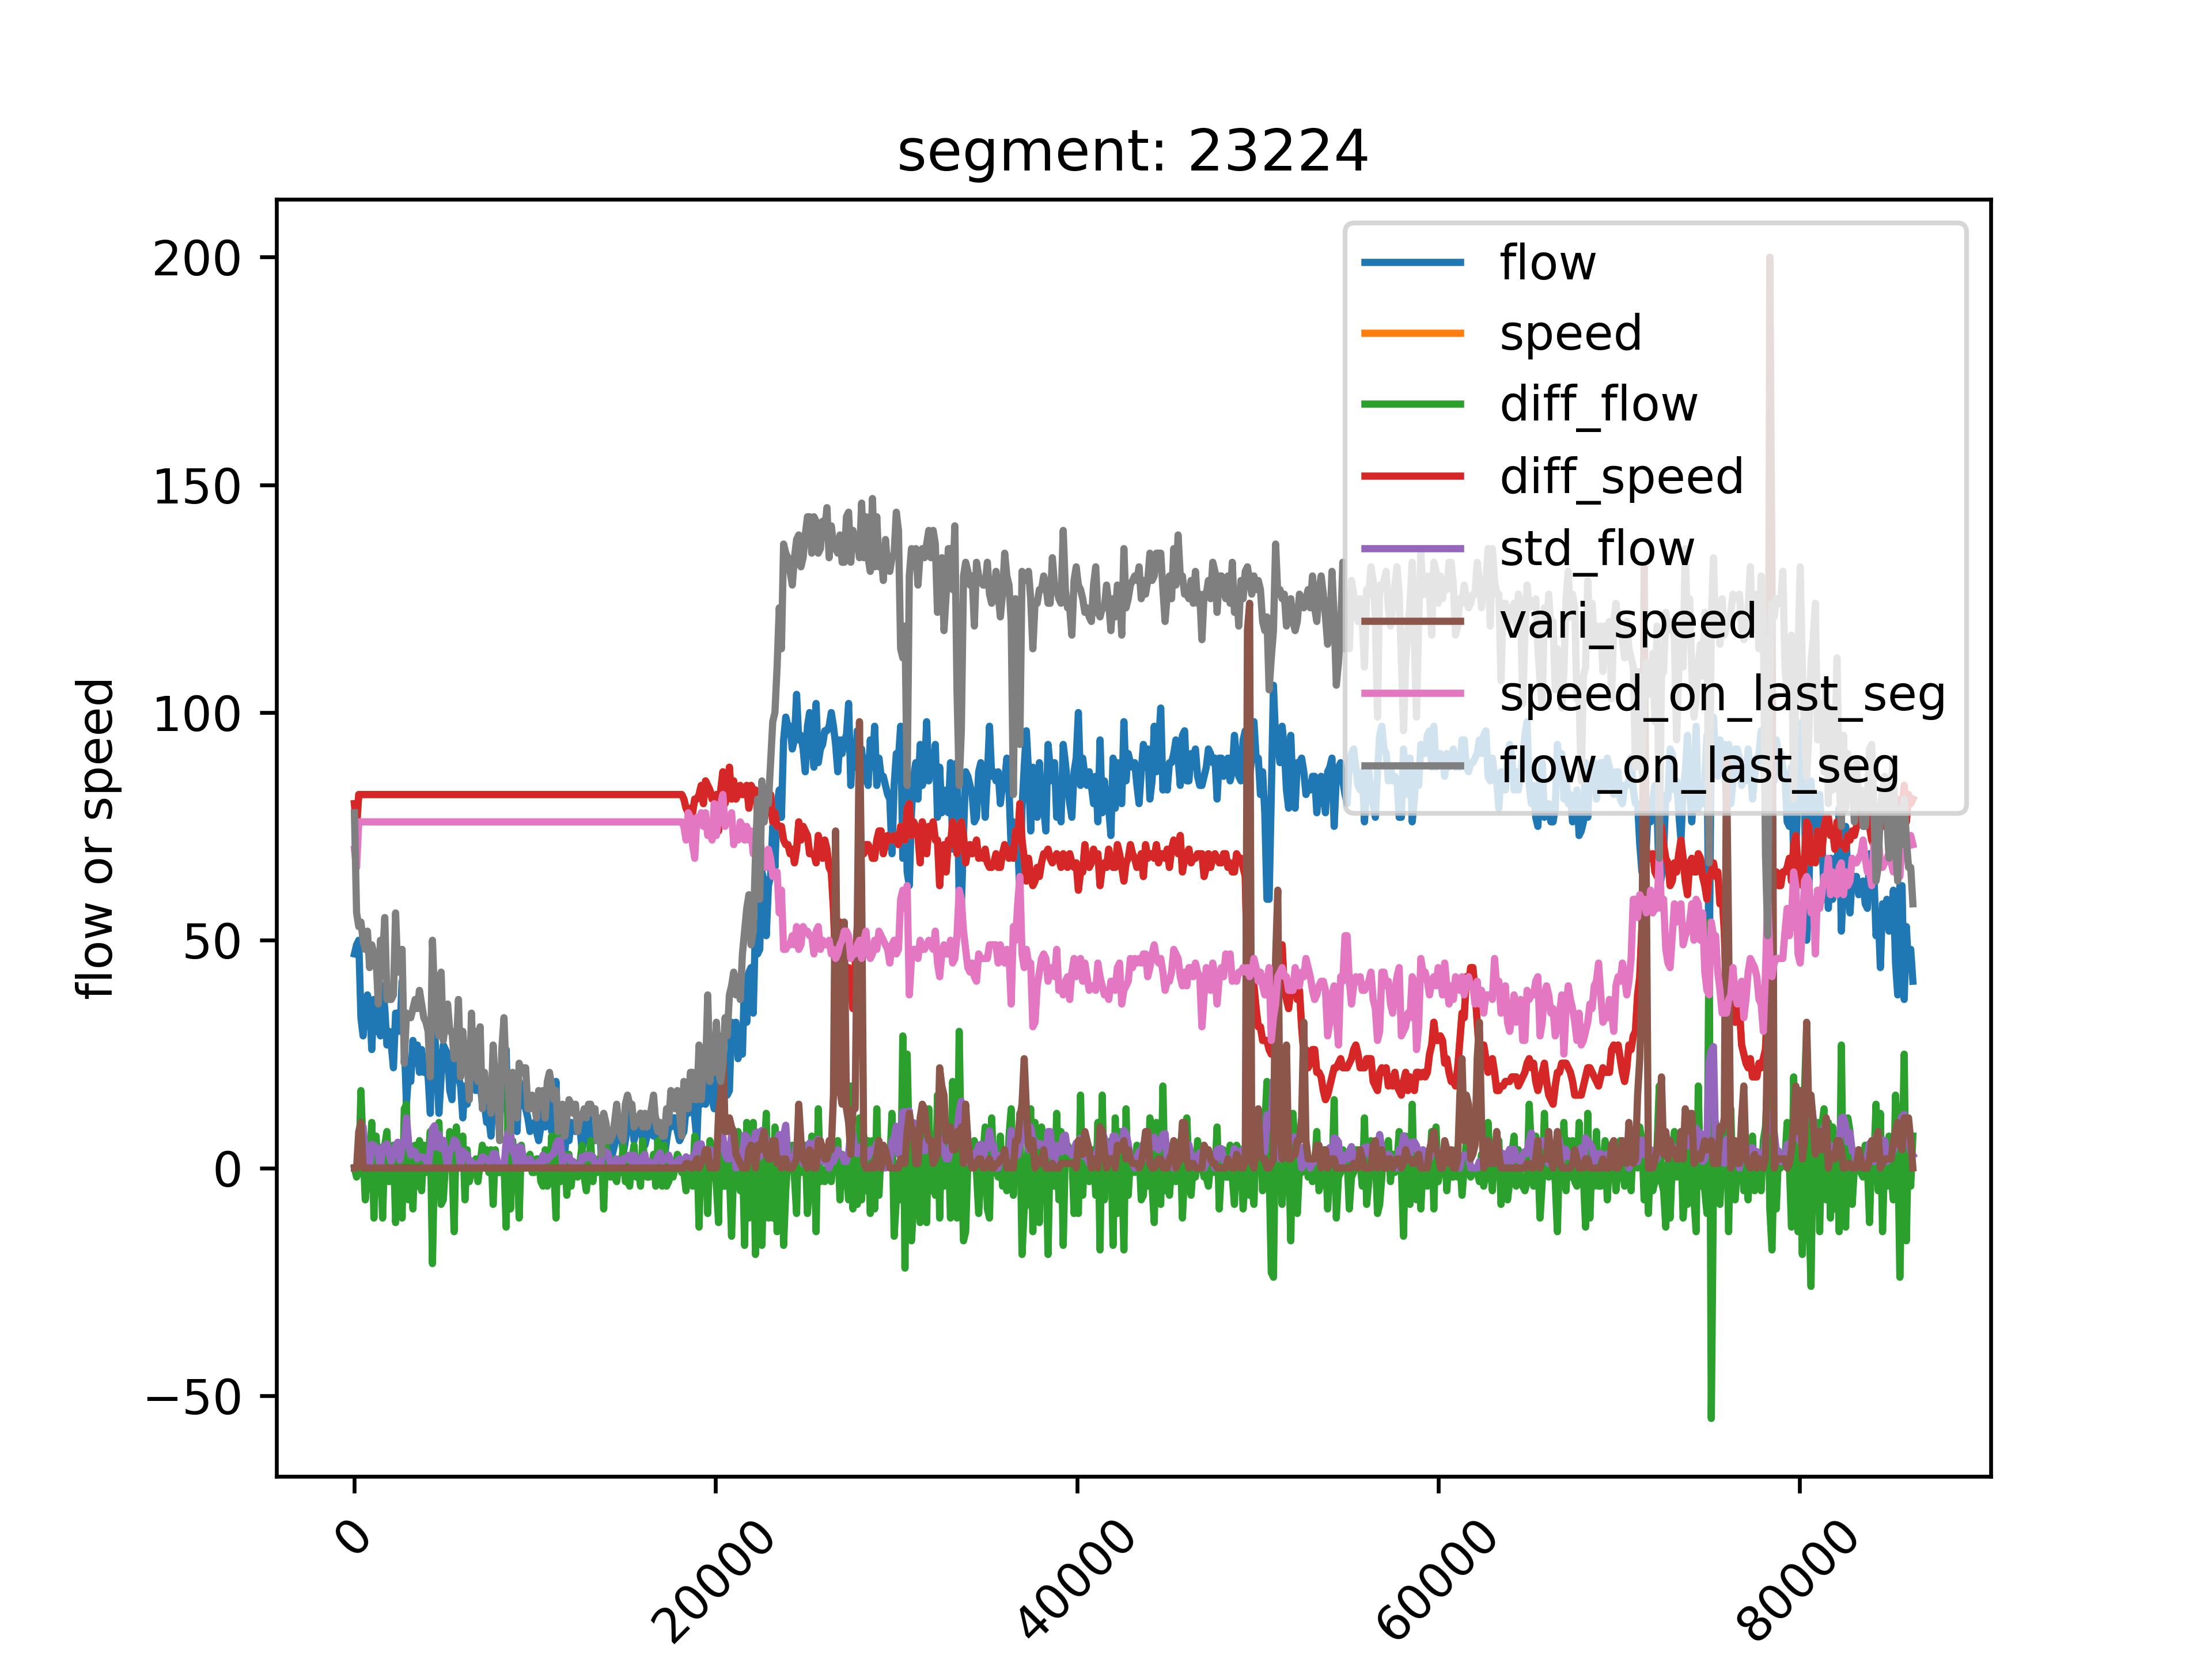 segment: 23224
200
150
100
50
0
−50
flow or speed
flow
speed
diff_flow
diff_speed
std_flow
vari_speed
speed_on_last_seg
flow_on_last_seg
0
20000
40000
60000
80000